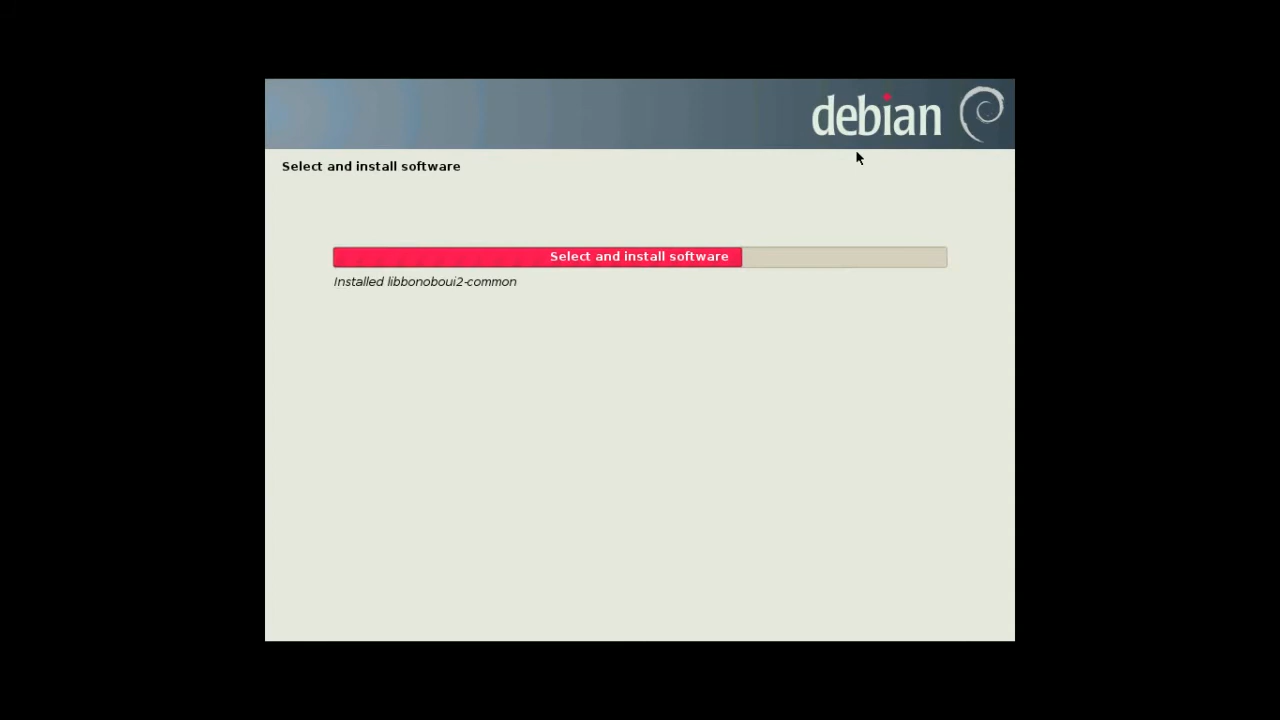 debian
Select and install software
Select and install software
Installed libbonoboui2-common